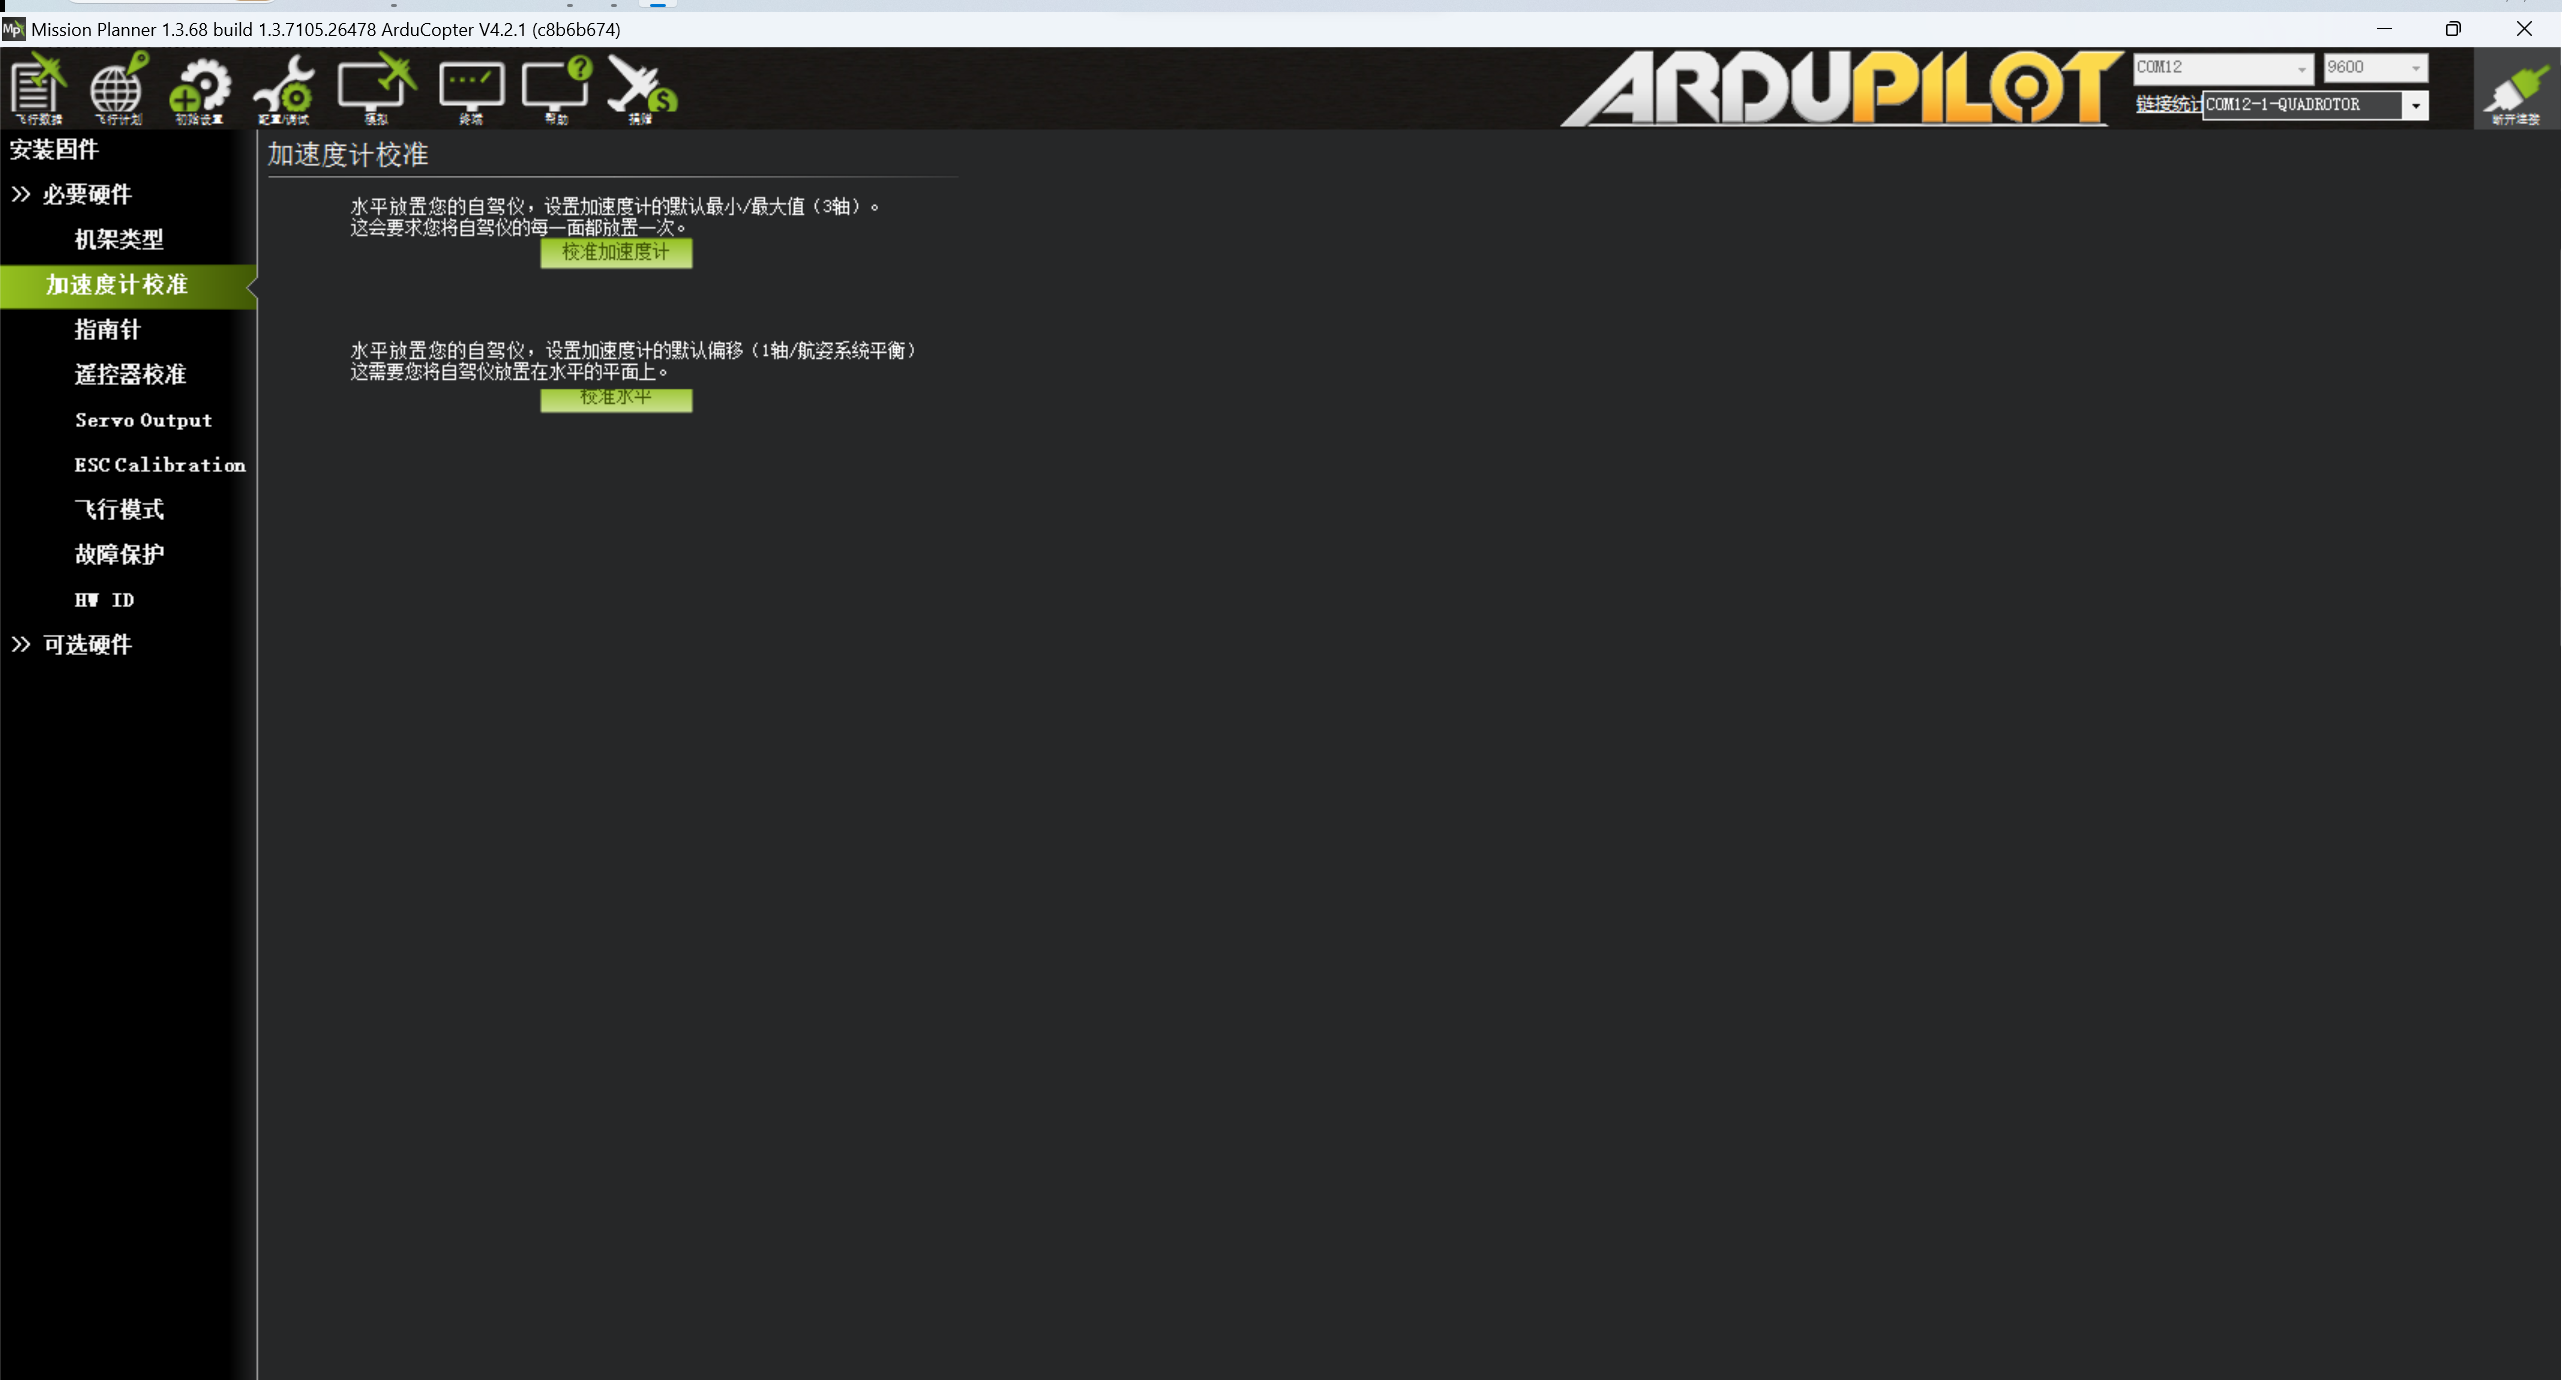 Mission Planner 1.3.68 build 1.3.7105.26478 ArduCopter V4.2.1 (c8b6b674)
飞行数据 飞行计划 初始设置 配置/调试 模拟 终端 帮助 捐赠
ARDUPILOT
COM12 9600
链接统计 COM12-1-QUADROTOR
断开连接
安装固件
>> 必要硬件
机架类型
加速度计校准
指南针
遥控器校准
Servo Output
ESC Calibration
飞行模式
故障保护
HW ID
>> 可选硬件
加速度计校准
水平放置您的自驾仪，设置加速度计的默认最小/最大值（3轴）。
这会要求您将自驾仪的每一面都放置一次。
校准加速度计
水平放置您的自驾仪，设置加速度计的默认偏移（1轴/航姿系统平衡）
这需要您将自驾仪放置在水平的平面上。
校准水平